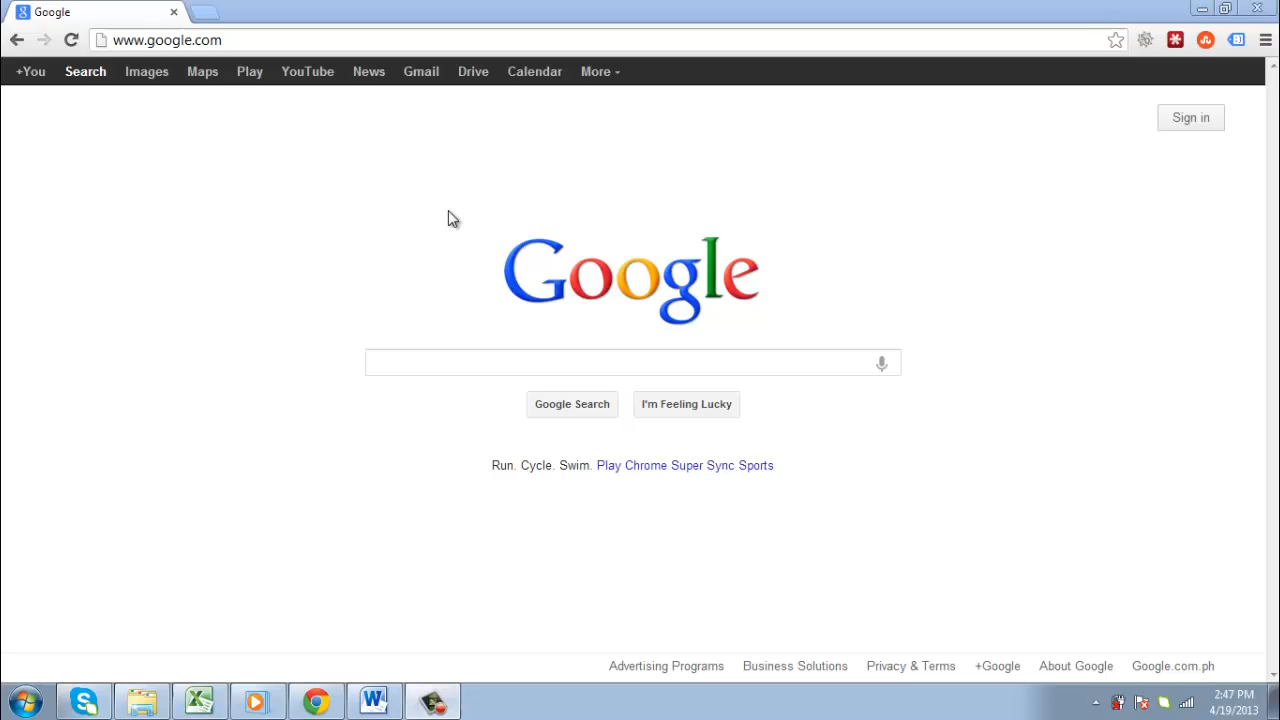 Google
www.google.com
+You Search Images Maps Play YouTube News Gmail Drive Calendar More
Sign in
Google
Google Search I'm Feeling Lucky
Run. Cycle. Swim. Play Chrome Super Sync Sports
Advertising Programs Business Solutions Privacy & Terms +Google About Google Google.com.ph
2:47 PM
4/19/2013